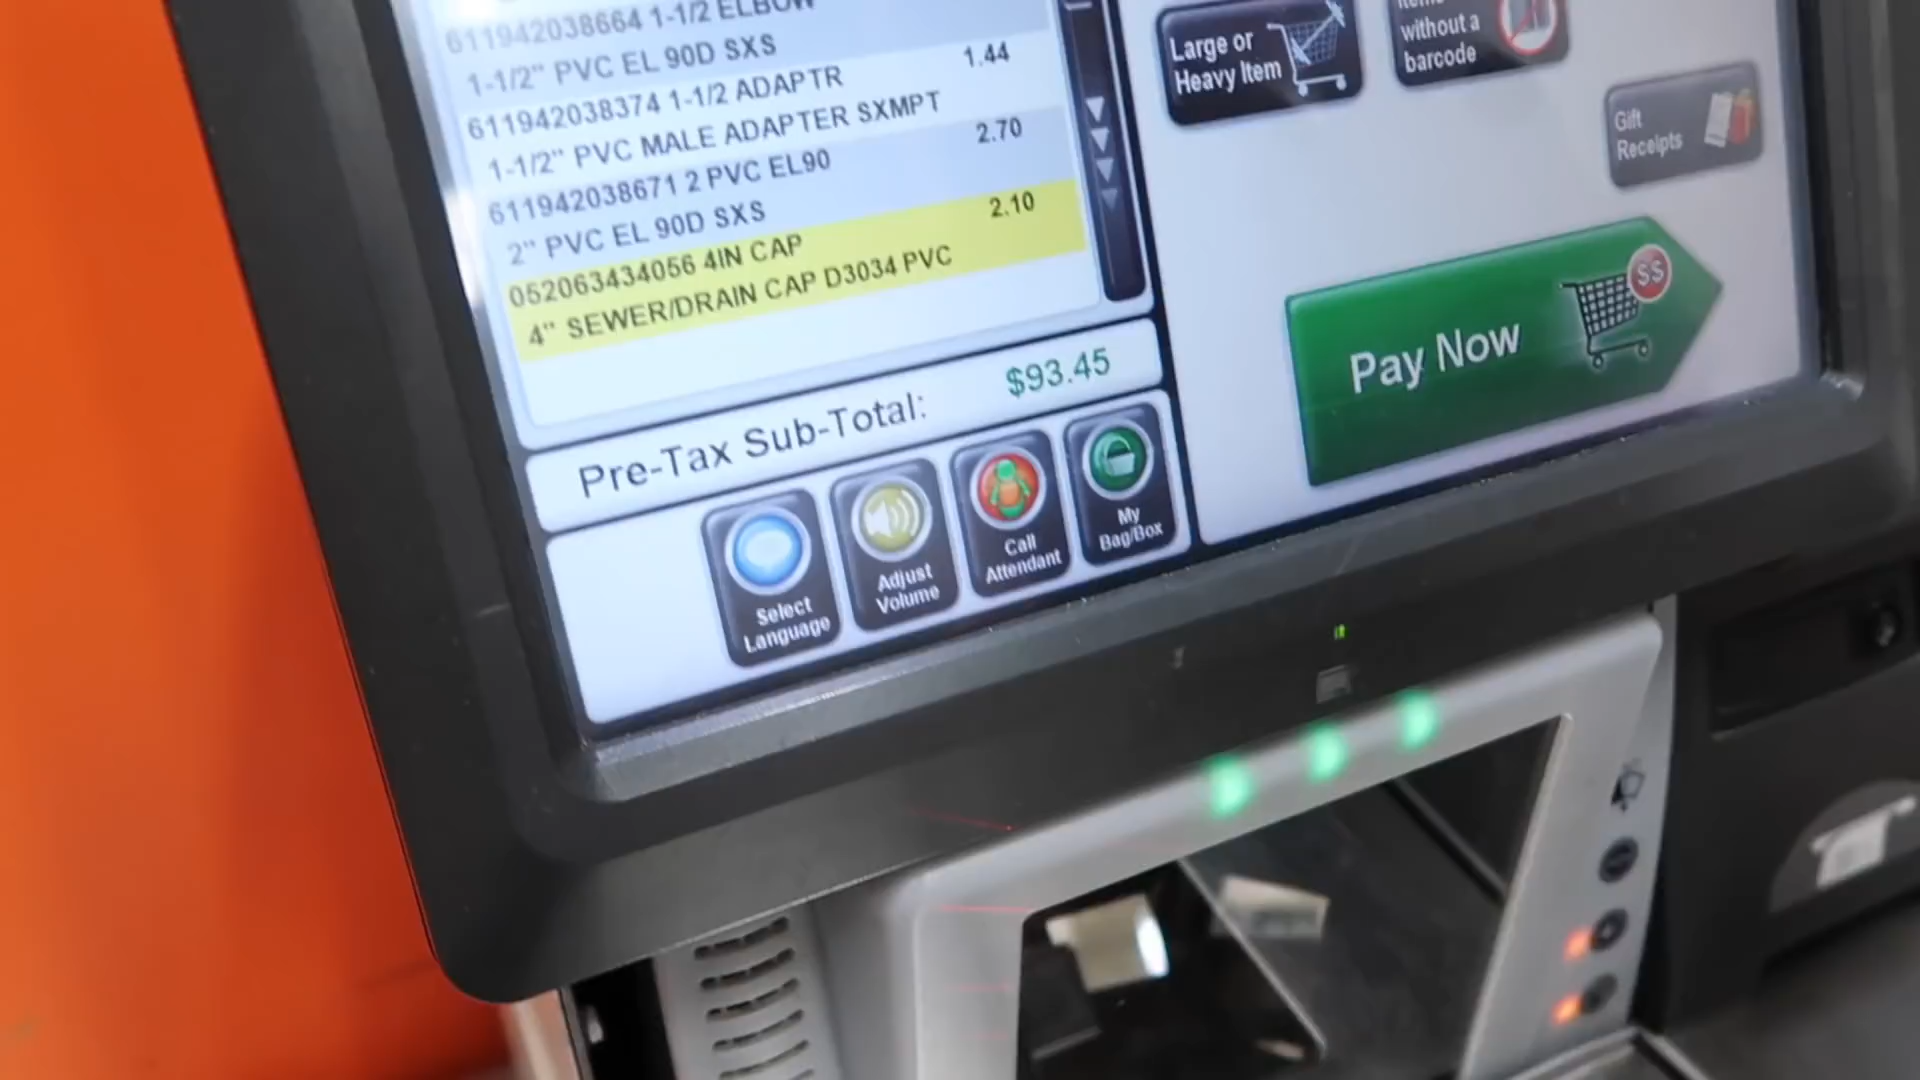 611942038664 1-1/2 ELBOW
1-1/2" PVC EL 90D SXS
611942038374 1-1/2 ADAPTR 1.44
1-1/2" PVC MALE ADAPTER SXMPT
611942038671 2 PVC EL90 2.70
2" PVC EL 90D SXS
052063434056 4IN CAP 2.10
4" SEWER/DRAIN CAP D3034 PVC
Pre-Tax Sub-Total: $93.45
Select
Language
Adjust
Volume
Call
Attendant
My
Bag/Box
Large or
Heavy Item
Items
without a
barcode
Gift
Receipts
Pay Now
$$